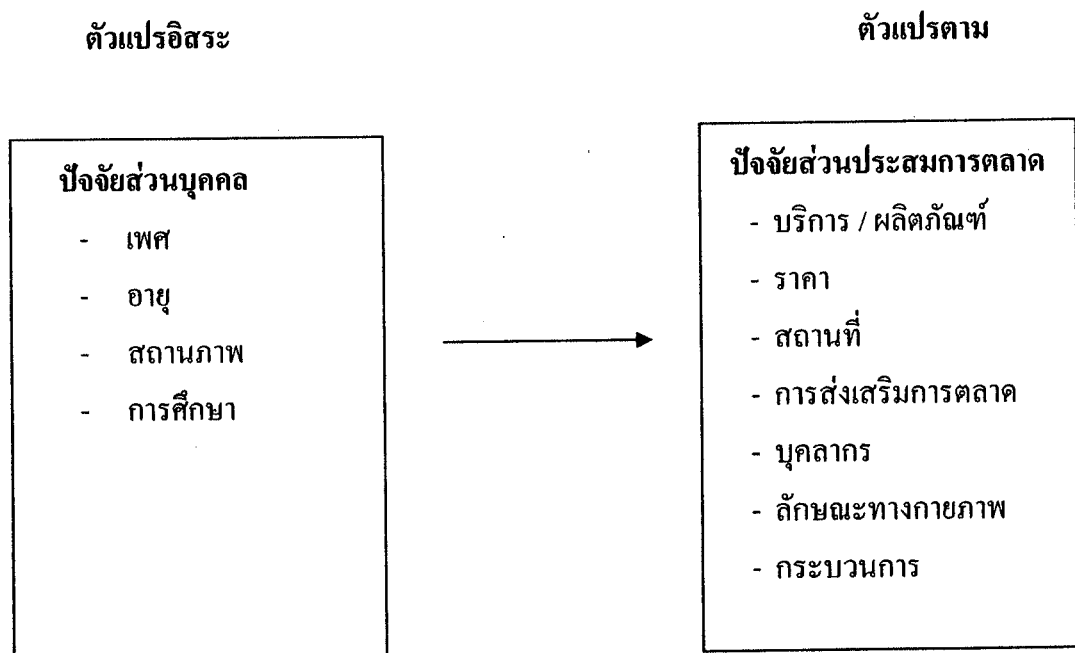 ตัวแปรอิสระ
ตัวแปรตาม
ปัจจัยส่วนบุคคล
- เพศ
- อายุ
- สถานภาพ
- การศึกษา
ปัจจัยส่วนประสมการตลาด
- บริการ / ผลิตภัณฑ์
- ราคา
- สถานที่
- การส่งเสริมการตลาด
- บุคลากร
- ลักษณะทางกายภาพ
- กระบวนการ